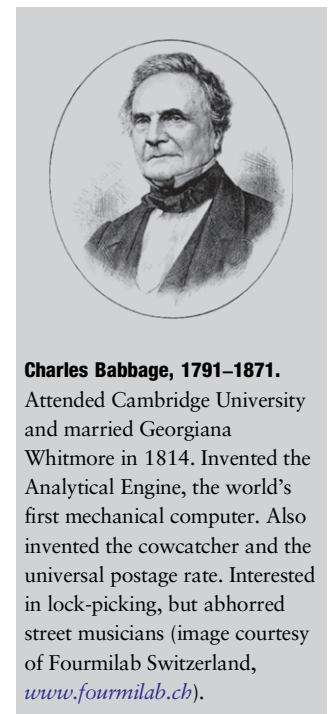 Charles Babbage, 1791–1871.
Attended Cambridge University
and married Georgiana
Whitmore in 1814. Invented the
Analytical Engine, the world’s
first mechanical computer. Also
invented the cowcatcher and the
universal postage rate. Interested
in lock-picking, but abhorred
street musicians (image courtesy
of Fourmilab Switzerland,
www.fourmilab.ch).